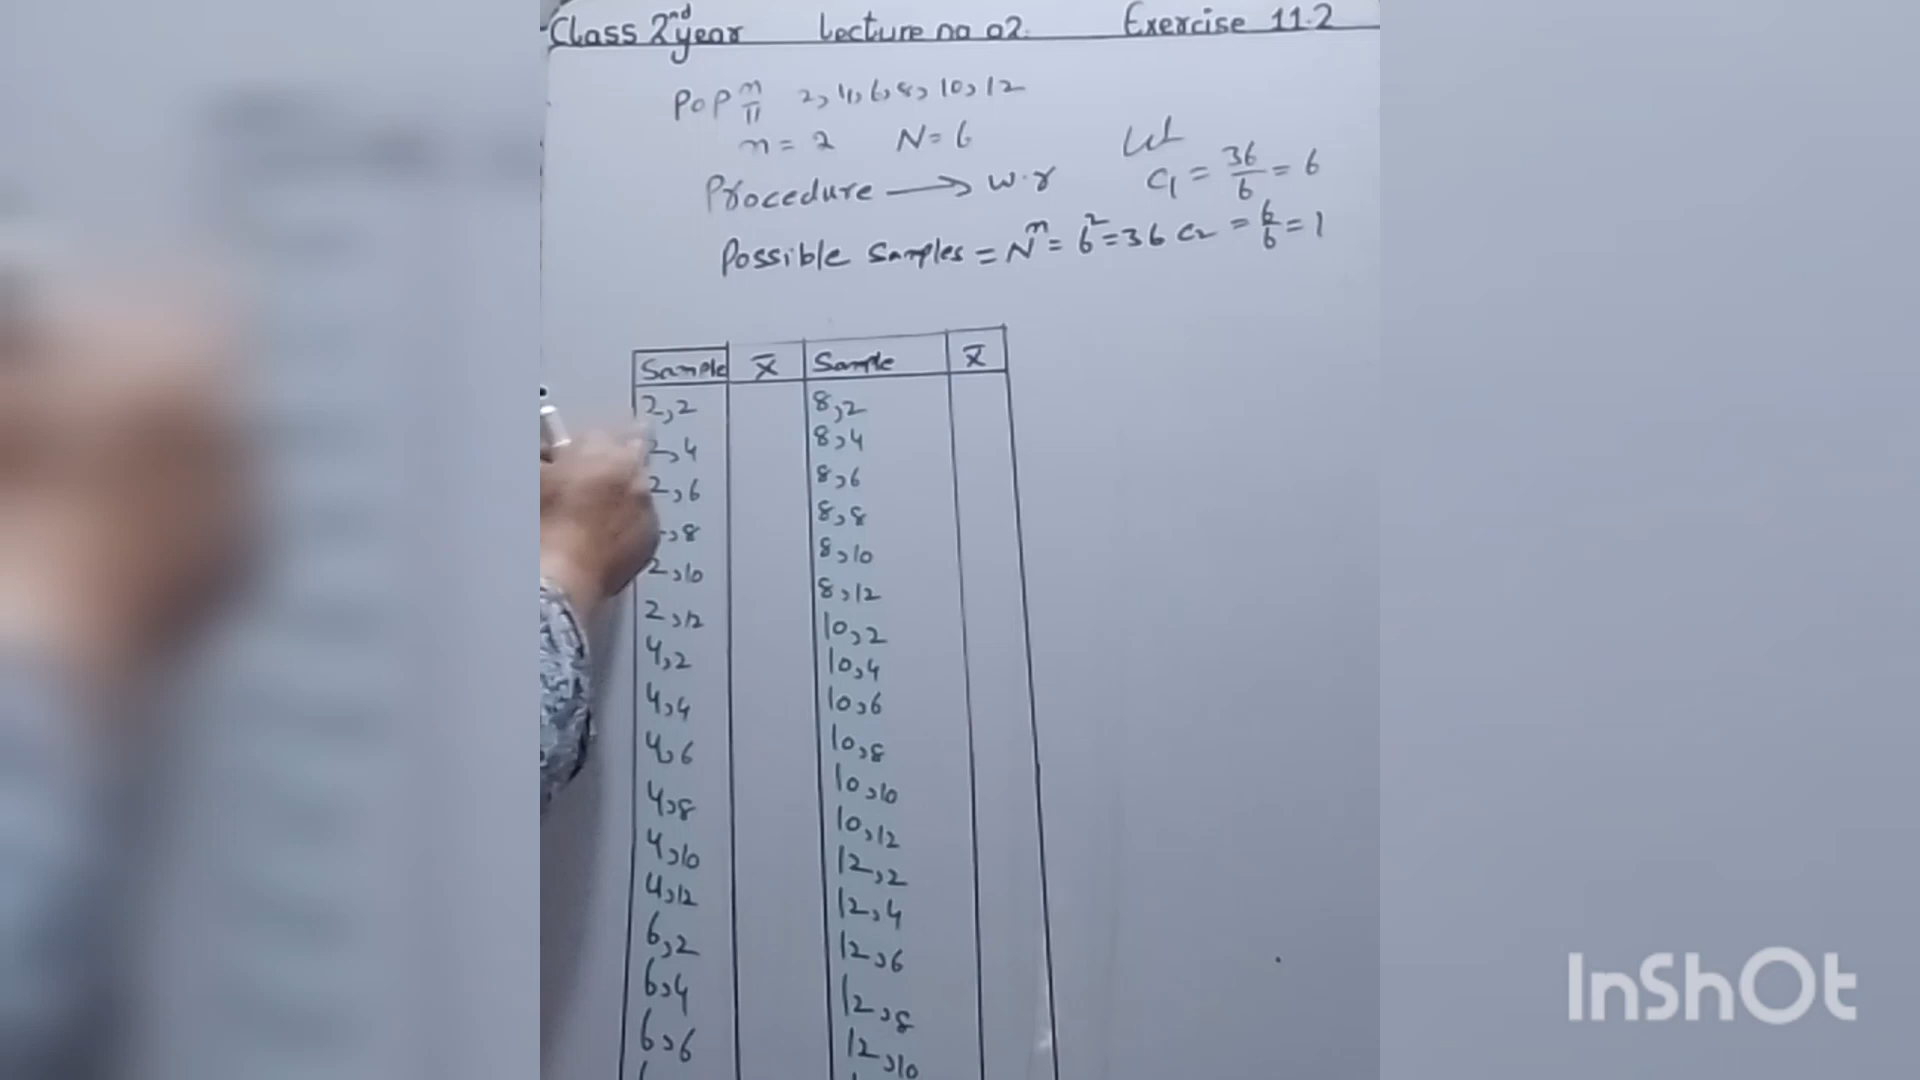 Class 2nd year Lecture no 02. Exercise 11.2
Pop n 2, 4, 6, 8, 10, 12
n = 2 N = 6
Procedure → w.r
C1 = 36/6 = 6
Possible Samples = N^n = 6^2 = 36 C2 = 6/6 = 1
Sample X̄ Sample X̄
2,2 8,2
2,4 8,4
2,6 8,6
,8 8,8
2,10 8,10
2,12 8,12
4,2 10,2
4,4 10,4
4,6 10,6
4,8 10,8
4,10 10,10
4,12 10,12
6,2 12,2
6,4 12,4
6,6 12,6
12,8
12,10
InShOt